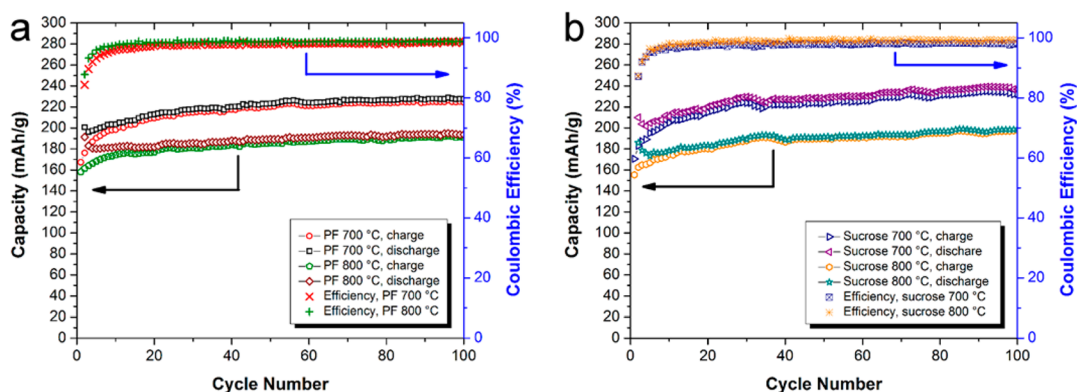 a
300
280
260
240
220
200
180
160
140
120
100
80
60
40
20
0
Capacity (mAh/g)
PF 700 °C, charge
PF 700 °C, discharge
PF 800 °C, charge
PF 800 °C, discharge
Efficiency, PF 700 °C
Efficiency, PF 800 °C
100
80
60
40
20
0
Coulombic Efficiency (%)
0 20 40 60 80 100
Cycle Number
b
300
280
260
240
220
200
180
160
140
120
100
80
60
40
20
0
Capacity (mAh/g)
Sucrose 700 °C, charge
Sucrose 700 °C, dischare
Sucrose 800 °C, charge
Sucrose 800 °C, discharge
Efficiency, sucrose 700 °C
Efficiency, sucrose 800 °C
100
80
60
40
20
0
Coulombic Efficiency (%)
0 20 40 60 80 100
Cycle Number